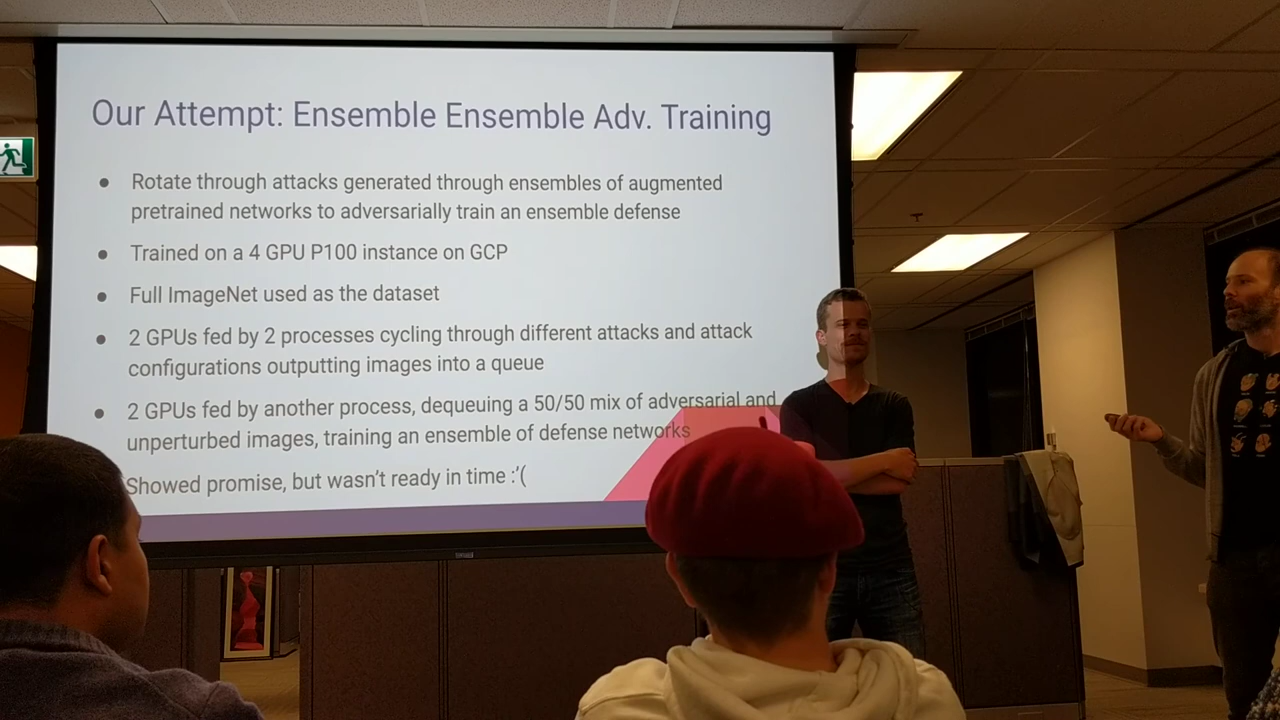 Our Attempt: Ensemble Ensemble Adv. Training
● Rotate through attacks generated through ensembles of augmented
pretrained networks to adversarially train an ensemble defense
● Trained on a 4 GPU P100 instance on GCP
● Full ImageNet used as the dataset
● 2 GPUs fed by 2 processes cycling through different attacks and attack
configurations outputting images into a queue
● 2 GPUs fed by another process, dequeuing a 50/50 mix of adversarial and
unperturbed images, training an ensemble of defense networks
Showed promise, but wasn't ready in time :'(